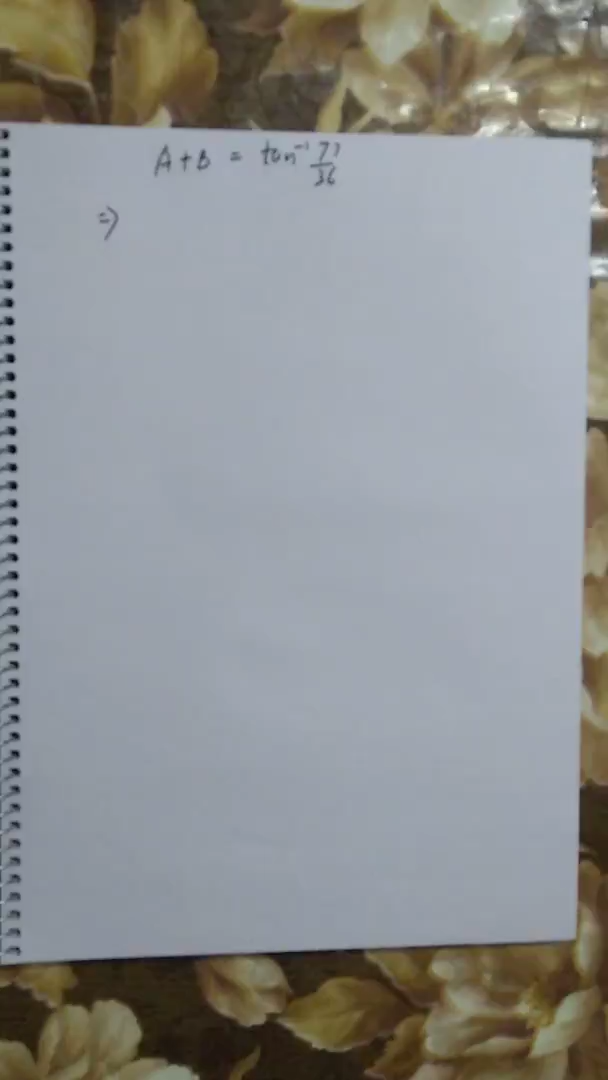 A+B = tan⁻¹ 77/36
⇒